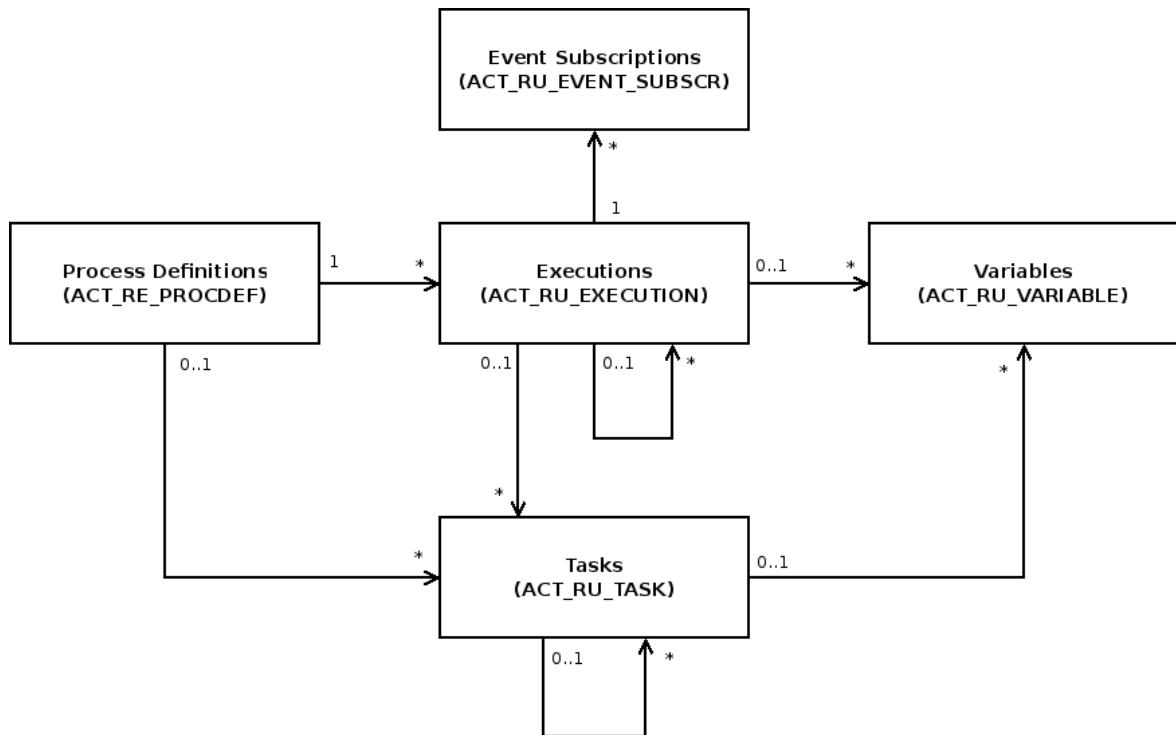 Event Subscriptions
(ACT_RU_EVENT_SUBSCR)
*
1
Process Definitions
(ACT_RE_PROCDEF)
1
*
Executions
(ACT_RU_EXECUTION)
0..1
*
Variables
(ACT_RU_VARIABLE)
0..1
0..1
0..1
*
*
*
*
Tasks
(ACT_RU_TASK)
0..1
0..1
*